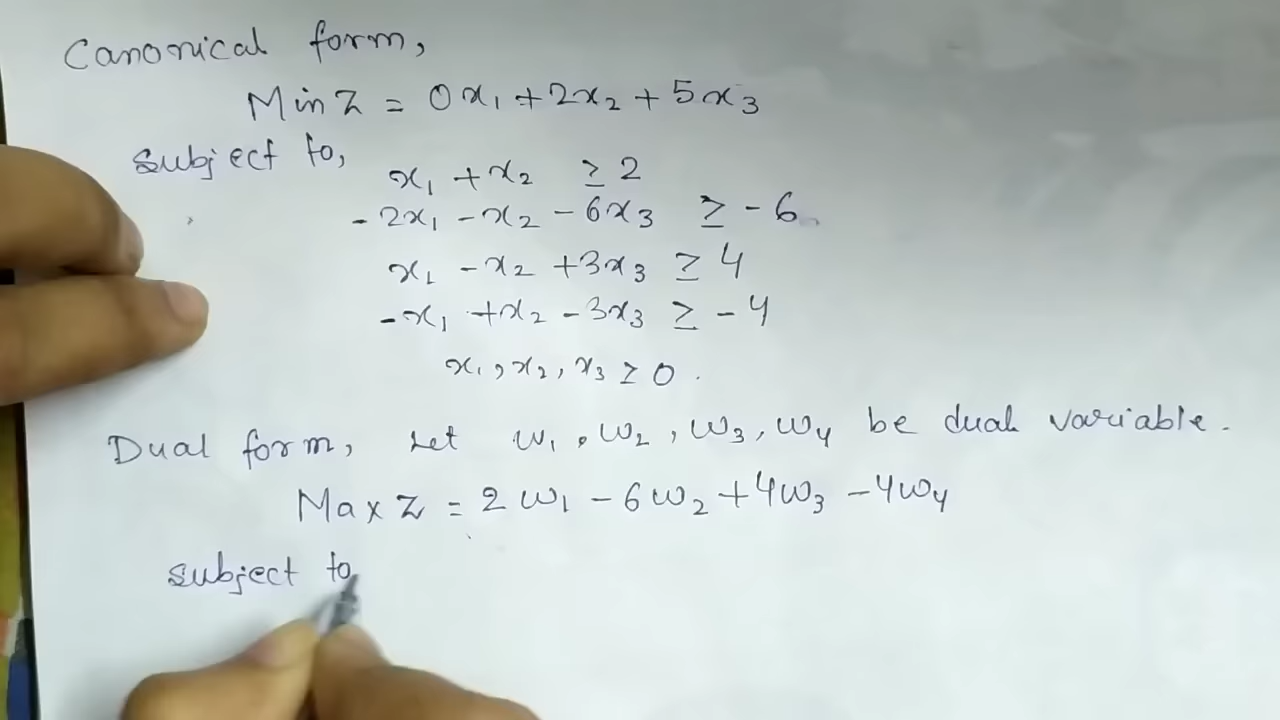 Canonical form,
Min Z = 0x₁ + 2x₂ + 5x₃
Subject to,
x₁ + x₂ ≥ 2
- 2x₁ - x₂ - 6x₃ ≥ - 6
x₁ - x₂ + 3x₃ ≥ 4
- x₁ + x₂ - 3x₃ ≥ - 4
x₁, x₂, x₃ ≥ 0.
Dual form, Let w₁, w₂, w₃, w₄ be dual variable.
Max Z = 2w₁ - 6w₂ + 4w₃ - 4w₄
subject to